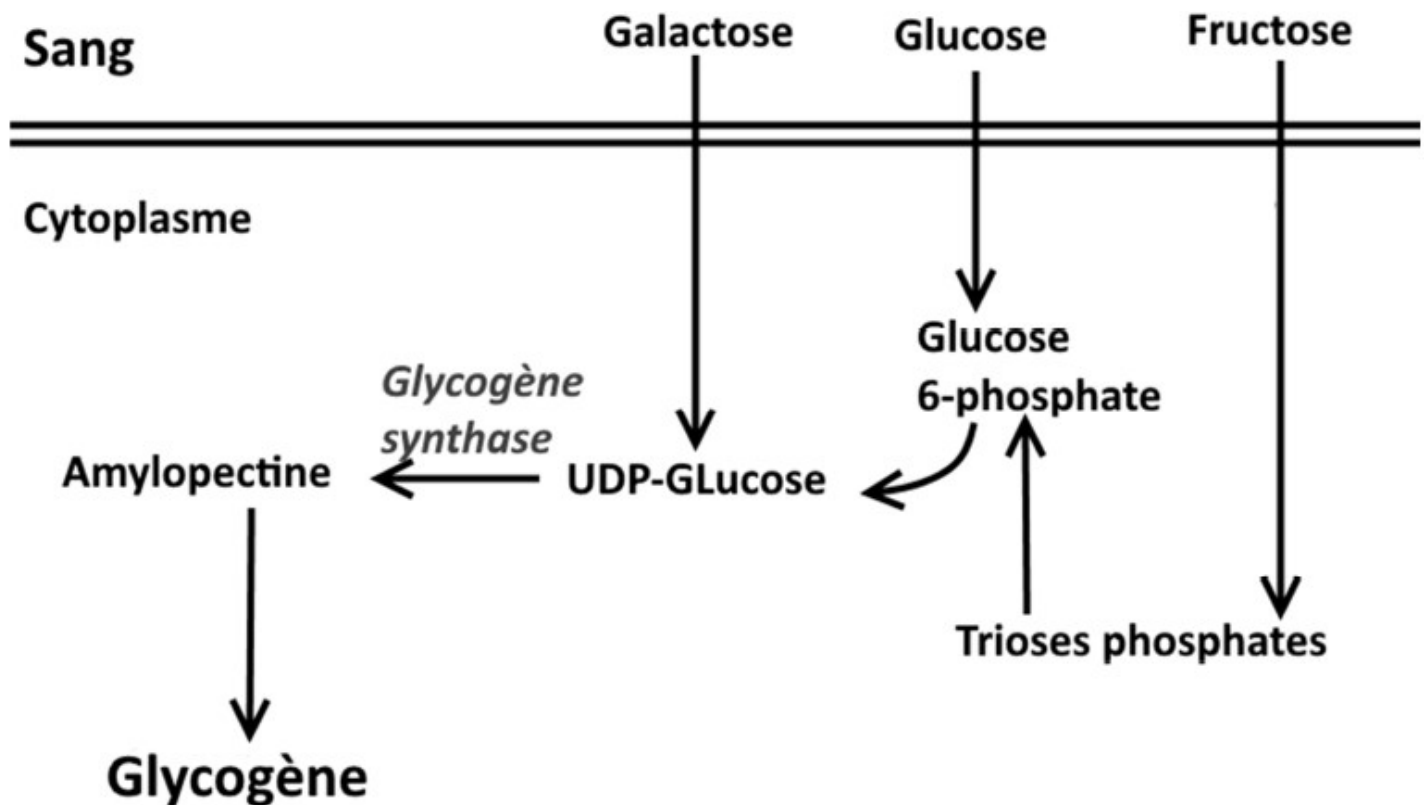 Sang
Galactose
Glucose
Fructose
Cytoplasme
Glucose
6-phosphate
Glycogène
synthase
Amylopectine
UDP-GLucose
Trioses phosphates
Glycogène